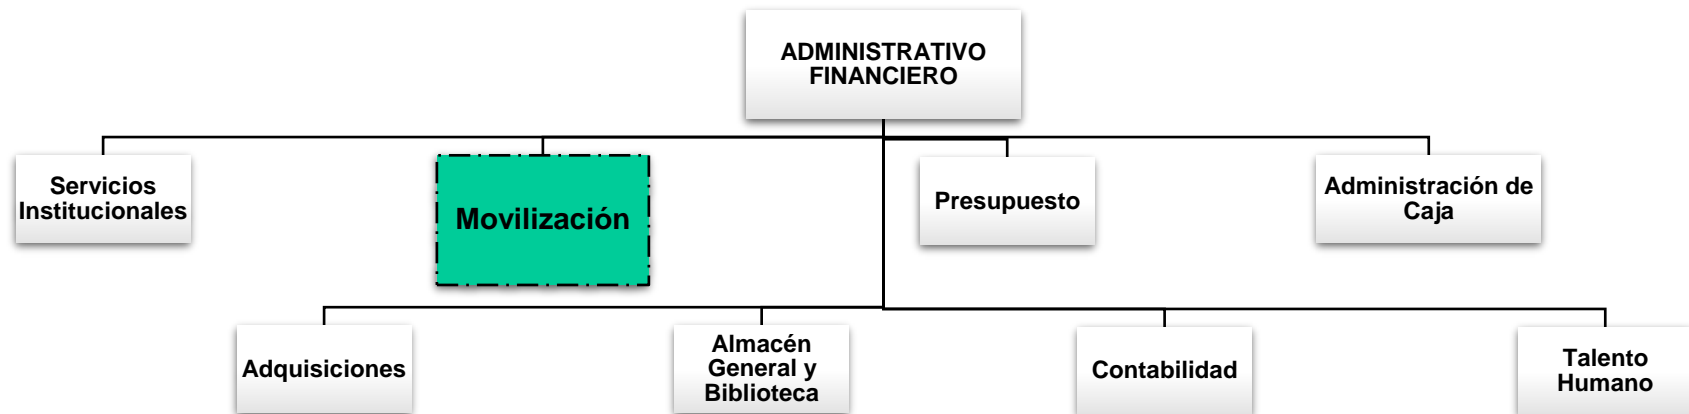 ADMINISTRATIVO
FINANCIERO
Servicios
Institucionales
Movilización
Presupuesto
Administración de
Caja
Adquisiciones
Almacén
General y
Biblioteca
Contabilidad
Talento
Humano